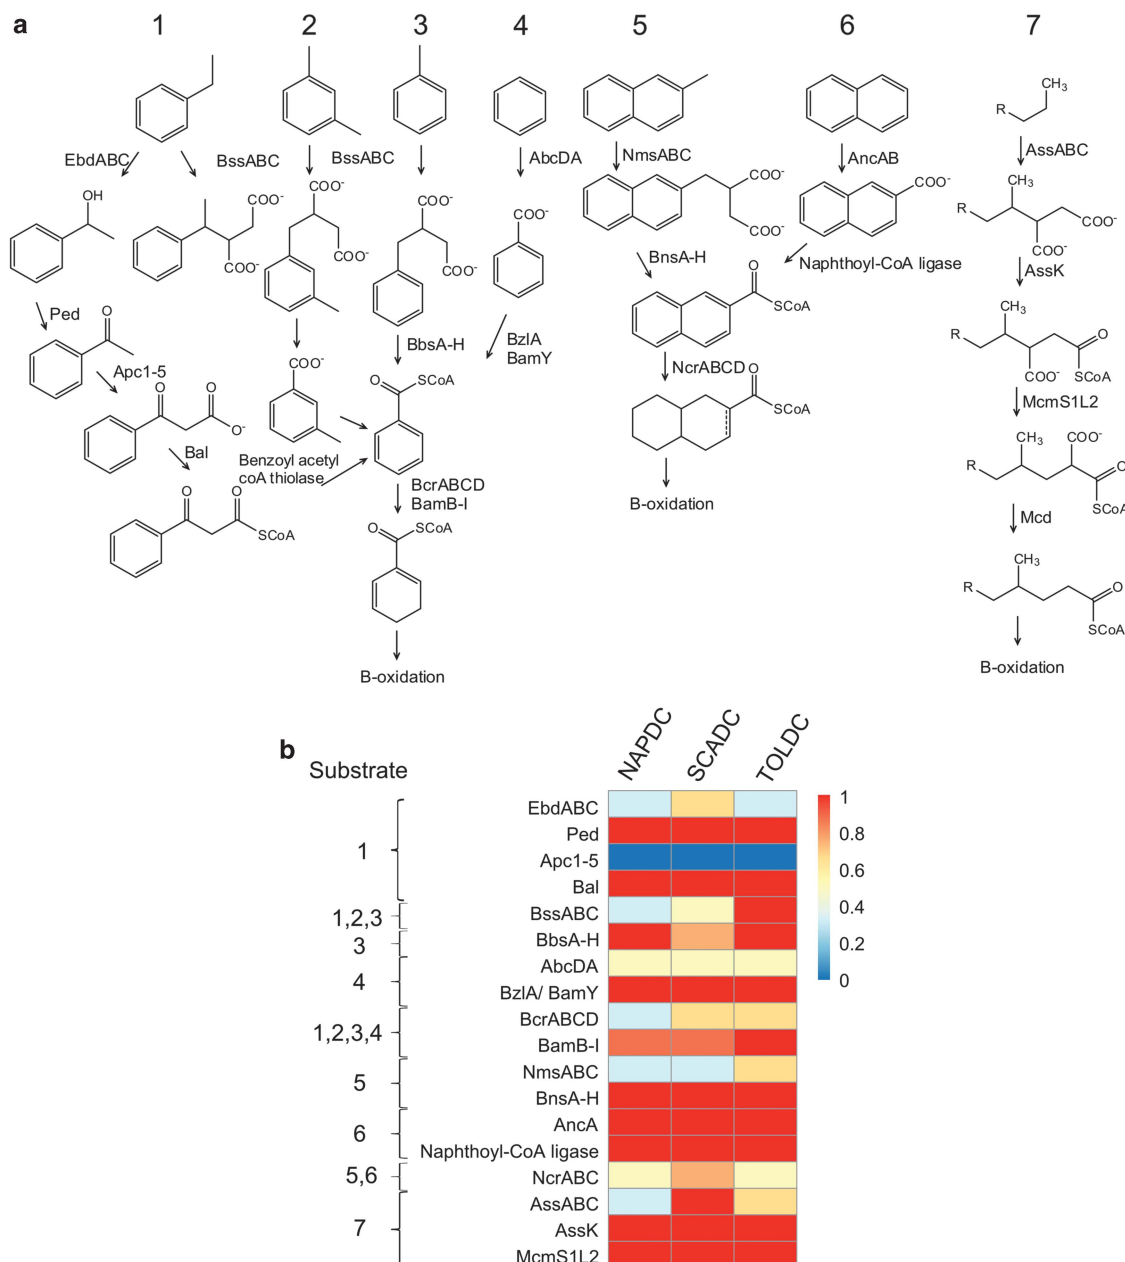 a
1 2 3 4 5 6 7
CH3
R
EbdABC
BssABC
BssABC
AbcDA
NmsABC
AncAB
AssABC
OH
COO-
COO-
COO-
COO-
COO-
COO-
COO-
COO-
COO-
COO-
CH3
R
COO-
COO-
Ped
BnsA-H
Naphthoyl-CoA ligase
AssK
O
Apc1-5
COO-
BbsA-H
BzlA
BamY
O
SCoA
CH3
R
O
COO-
SCoA
NcrABCD
O
O
O-
Bal
O
SCoA
O
SCoA
McmS1L2
Benzoyl acetyl
coA thiolase
BcrABCD
BamB-I
B-oxidation
CH3
COO-
R
O
SCoA
O
O
SCoA
O
SCoA
Mcd
CH3
R
O
SCoA
B-oxidation
B-oxidation
b
Substrate
NAPDC
SCADC
TOLDC
1
EbdABC
Ped
Apc1-5
Bal
1,2,3
BssABC
3
BbsA-H
4
AbcDA
BzlA/ BamY
1,2,3,4
BcrABCD
BamB-I
5
NmsABC
BnsA-H
6
AncA
Naphthoyl-CoA ligase
5,6
NcrABC
7
AssABC
AssK
McmS1L2
1
0.8
0.6
0.4
0.2
0